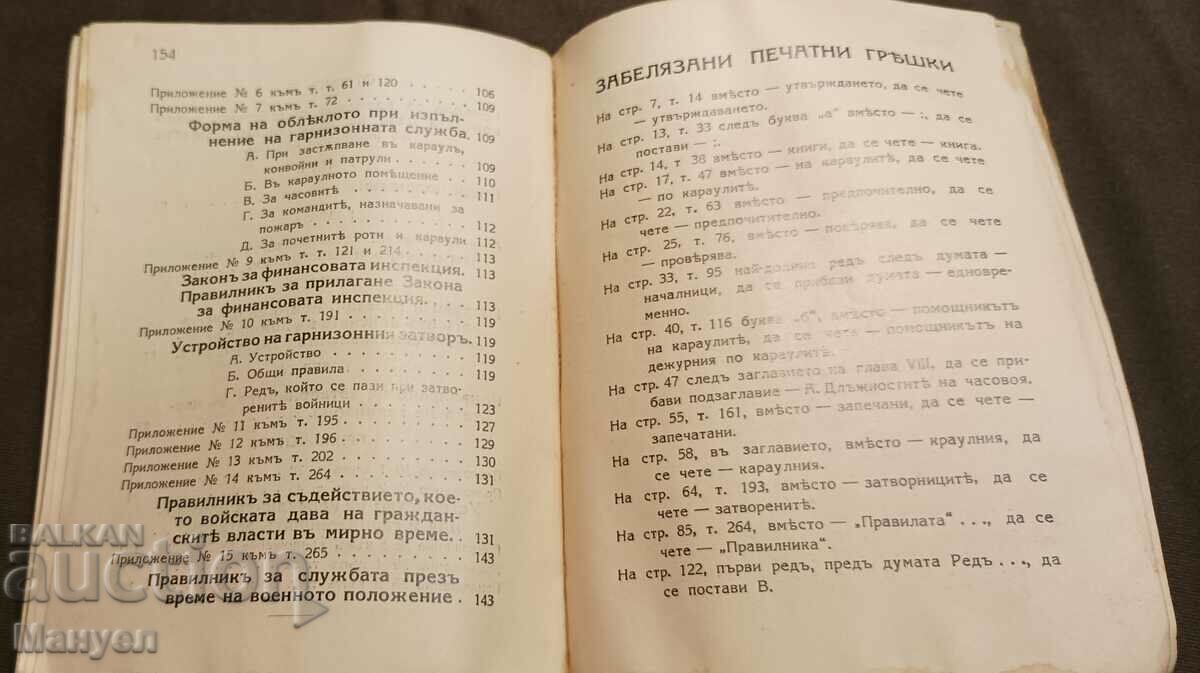 154
Приложение № 6 къмъ т. т. 61 и 120 . . . . . . 106
Приложение № 7 къмъ т. 72 . . . . . . . . 109
Форма на облѣклото при изпъл-
нение на гарнизонната служба. 109
А. При застѫпване въ караулъ,
конвойни и патрули . . . . . . 109
Б. Въ караулното помѣщение . . . 110
В. За часовитѣ . . . . . . . . 111
Г. За командитѣ, назначавани за
пожаръ . . . . . . . . . 112
Д. За почетнитѣ роти и караули 112
Приложение № 9 къмъ т. т. 121 и 214 . . . . . 113
Законъ за финансовата инспекция. 113
Правилникъ за прилагане Закона
за финансовата инспекция. . . . 113
Приложение № 10 къмъ т. 191 . . . . . . . 119
Устройство на гарнизонния затворъ. 119
А. Устройство . . . . . . . . 119
Б. Общи правила . . . . . . . 119
Г. Редъ, който се пази при затво-
ренитѣ войници . . . . . . . 123
Приложение № 11 къмъ т. 195 . . . . . . . 127
Приложение № 12 къмъ т. 196 . . . . . . . 129
Приложение № 13 къмъ т. 202 . . . . . . . 130
Приложение № 14 къмъ т. 264 . . . . . . . 131
Правилникъ за съдействието, кое-
то войската дава на граждан-
скитѣ власти въ мирно време. . 131
Приложение № 15 къмъ т. 265 . . . . . . . 143
Правилникъ за службата презъ
време на военното положение . 143
ЗАБЕЛЯЗАНИ ПЕЧАТНИ ГРѢШКИ
На стр. 7, т. 14 вмѣсто — утвърждането, да се чете
— утвърждаването.
На стр. 13, т. 33 следъ буква „а“ вмѣсто — :, да се
постави — ;.
На стр. 14, т 38 вмѣсто — книги, да се чете — книга.
На стр. 17, т. 47 вмѣсто — на караулитѣ, да се чете
— по караулитѣ.
На стр. 22, т. 63 вмѣсто — предпочително, да се
чете — предпочитително.
На стр. 25, т. 76, вмѣсто — да се чете
— провѣрява.
На стр. 33, т. 95 най-долния редъ следъ думата —
началници, да се прибави думата — едновре-
менно.
На стр. 40, т. 116 буква „б“, вмѣсто — помощникътъ
на караулитѣ, да се чете — помощникътъ на
дежурния по караулитѣ.
На стр. 47 следъ заглавието на глава VIII, да се при-
бави подзаглавие — А. Длъжноститѣ на часовоя.
На стр. 55, т. 161, вмѣсто — запечани, да се чете —
запечатани.
На стр. 58, въ заглавието, вмѣсто — краулния, да
се чете — караулния.
На стр. 64, т. 193, вмѣсто — затворницитѣ, да се
чете — затворенитѣ.
На стр. 85, т. 264, вмѣсто — „Правилата“ . . ., да се
чете — „Правилника“.
На стр. 122, първи редъ, предъ думата Редъ . . ., да
се постави В.
BALKAN
auction
Мануел